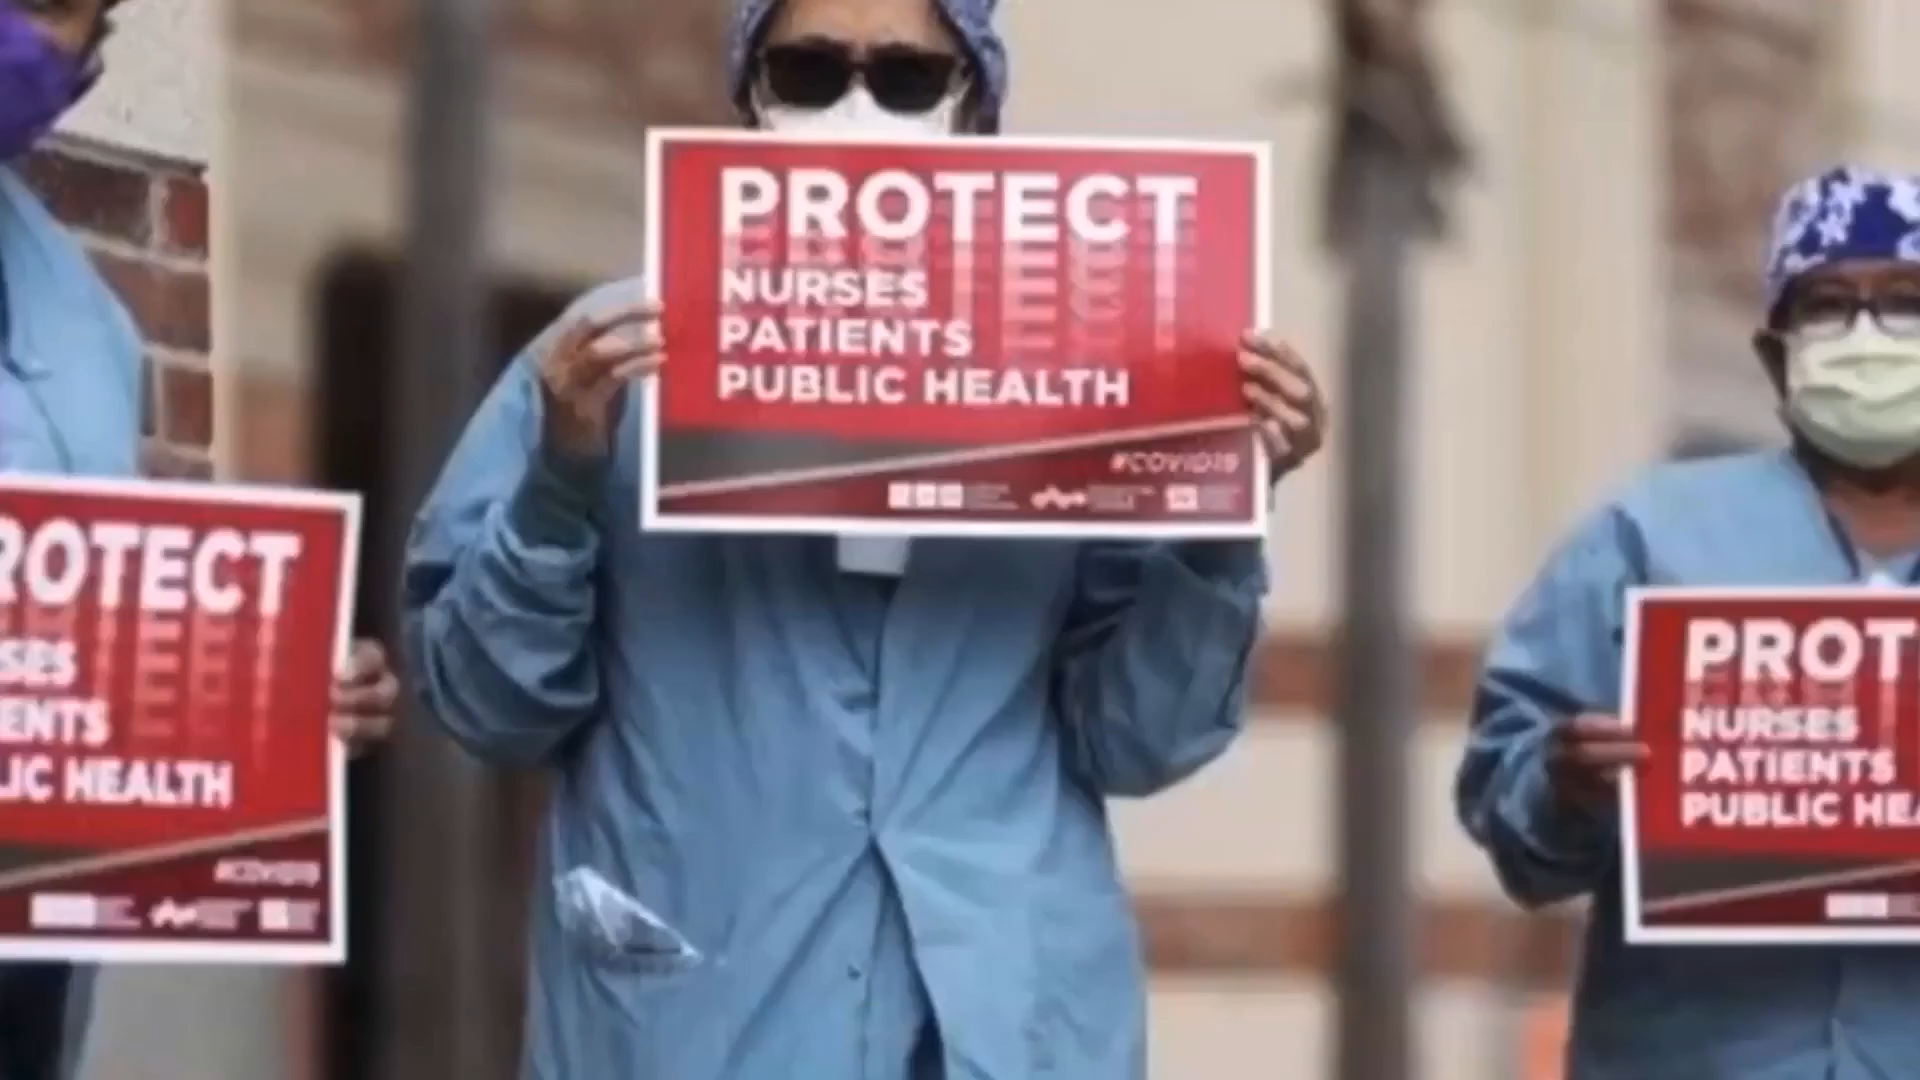 PROTECT
NURSES
PATIENTS
PUBLIC HEALTH
#COVID19
ROTECT
SES
ENTS
LIC HEALTH
#COVID19
PROT
NURSES
PATIENTS
PUBLIC HEA